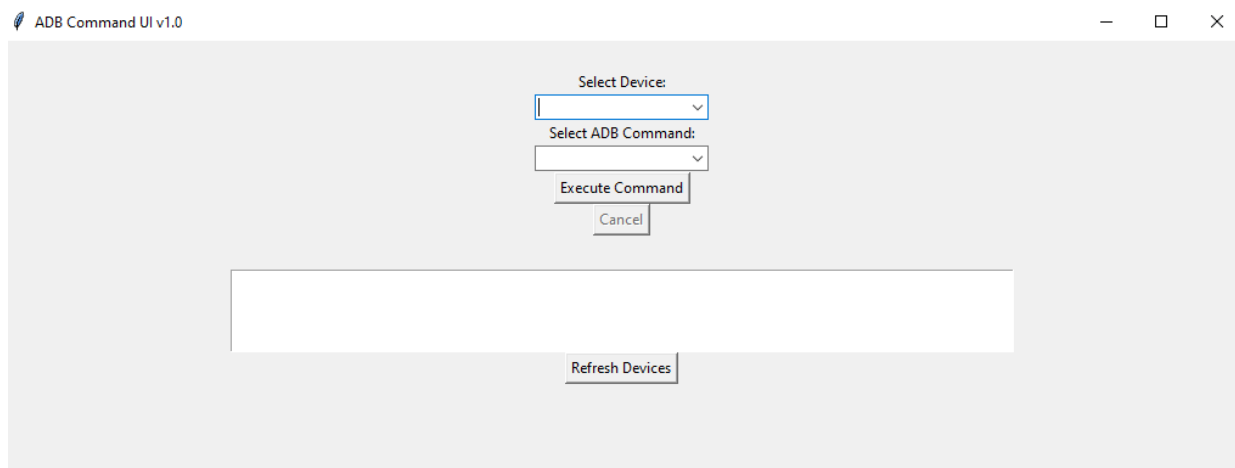 ADB Command UI v1.0
Select Device:
Select ADB Command:
Execute Command
Cancel
Refresh Devices